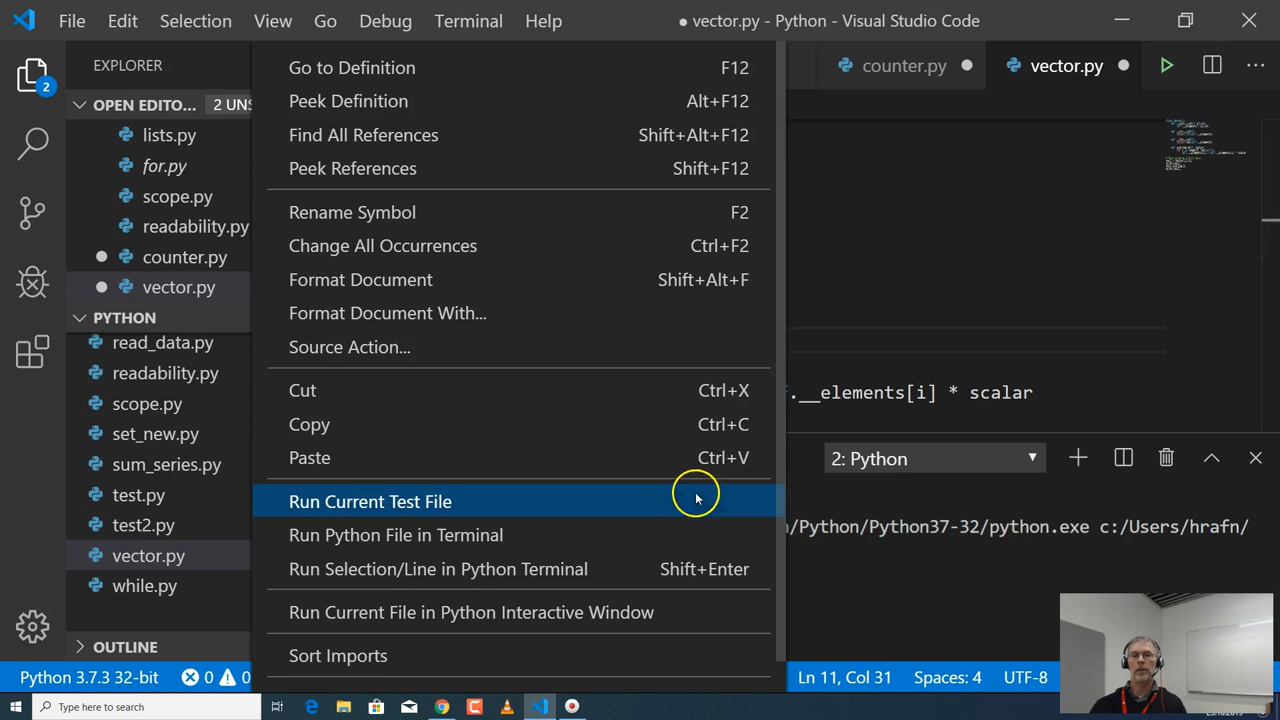 File Edit Selection View Go Debug Terminal Help ● vector.py - Python - Visual Studio Code
EXPLORER
counter.py
vector.py
OPEN EDITO... 2 UNS
lists.py
for.py
scope.py
readability.py
counter.py
vector.py
PYTHON
read_data.py
readability.py
scope.py
set_new.py
sum_series.py
test.py
test2.py
vector.py
while.py
OUTLINE
2
Go to Definition F12
Peek Definition Alt+F12
Find All References Shift+Alt+F12
Peek References Shift+F12
Rename Symbol F2
Change All Occurrences Ctrl+F2
Format Document Shift+Alt+F
Format Document With...
Source Action...
Cut Ctrl+X
Copy Ctrl+C
Paste Ctrl+V
Run Current Test File
Run Python File in Terminal
Run Selection/Line in Python Terminal Shift+Enter
Run Current File in Python Interactive Window
Sort Imports
.__elements[i] * scalar
2: Python
n/Python/Python37-32/python.exe c:/Users/hrafn/
Python 3.7.3 32-bit 0 0 Ln 11, Col 31 Spaces: 4 UTF-8
Type here to search